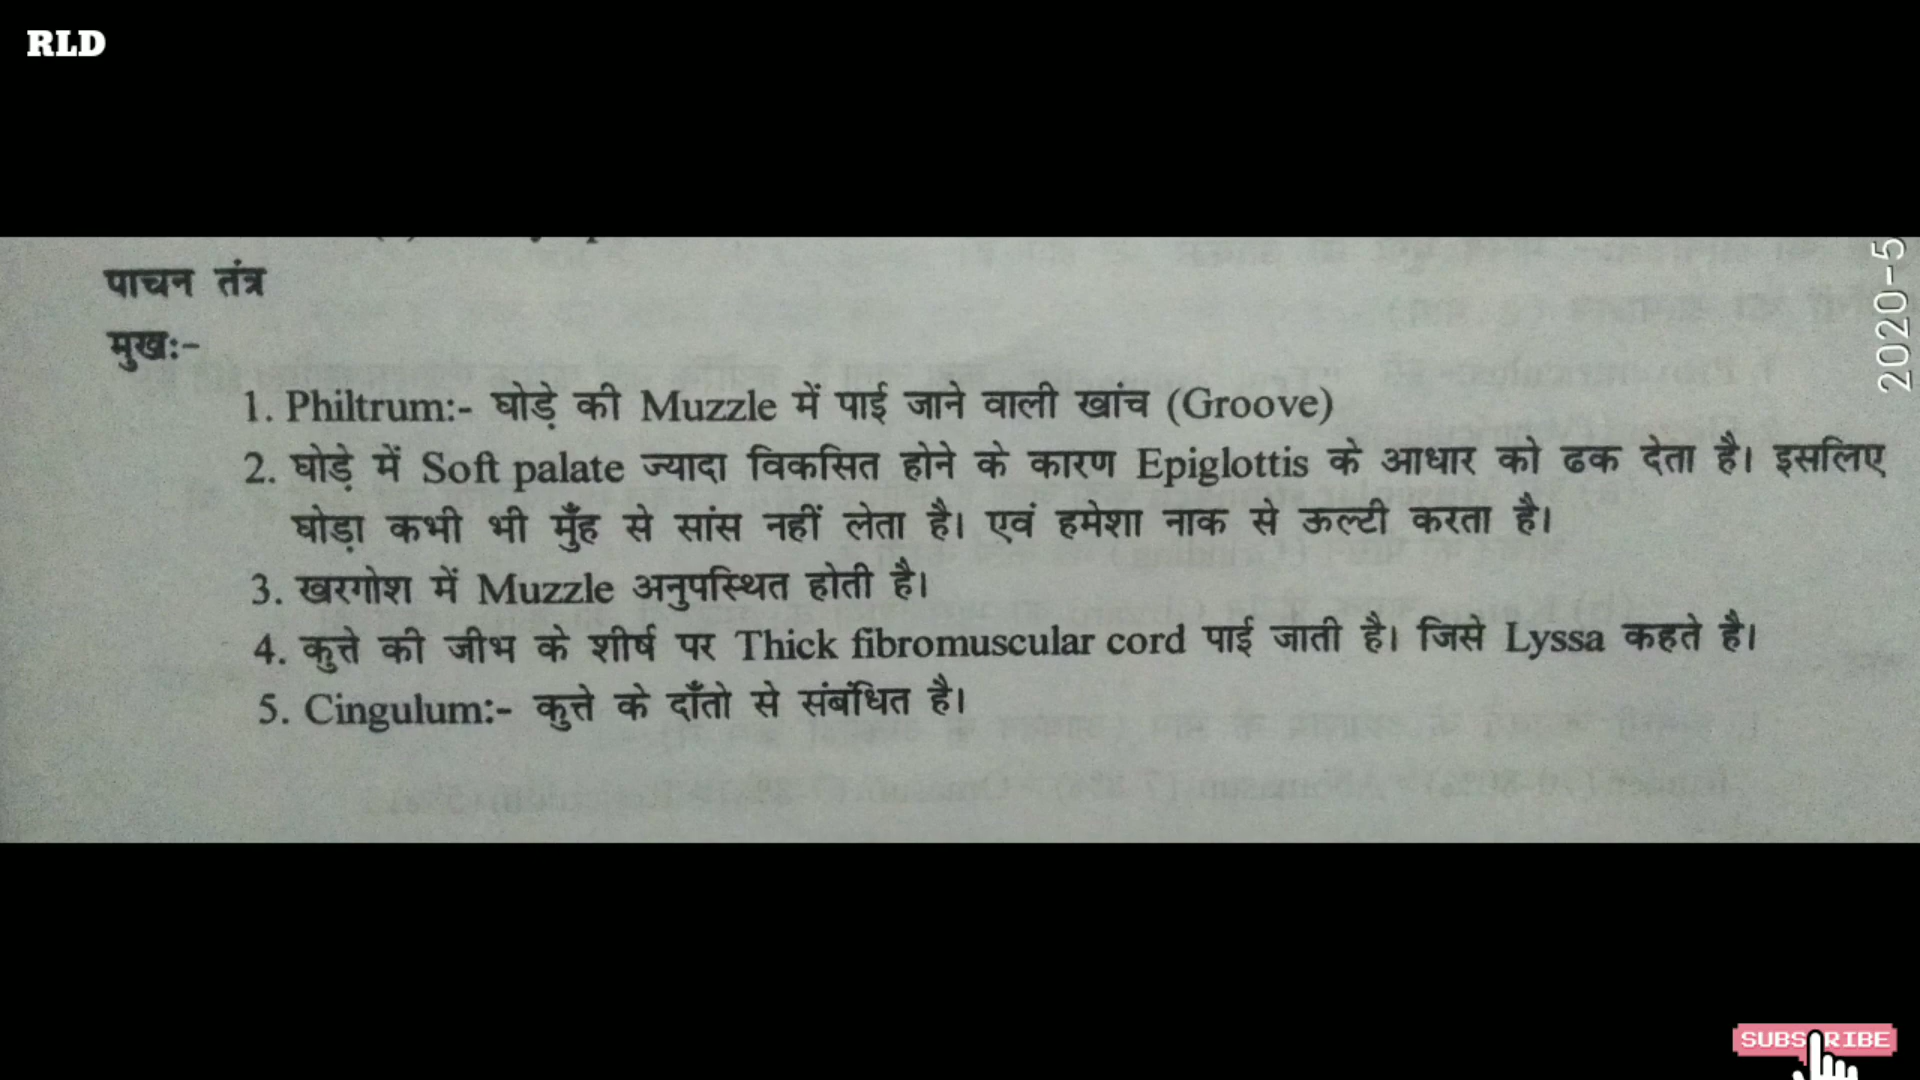 RLD
2020-5
पाचन तंत्र
मुखः-
1. Philtrum:- घोड़े की Muzzle में पाई जाने वाली खांच (Groove)
2. घोड़े में Soft palate ज्यादा विकसित होने के कारण Epiglottis के आधार को ढक देता है। इसलिए
घोड़ा कभी भी मुँह से सांस नहीं लेता है। एवं हमेशा नाक से ऊल्टी करता है।
3. खरगोश में Muzzle अनुपस्थित होती है।
4. कुत्ते की जीभ के शीर्ष पर Thick fibromuscular cord पाई जाती है। जिसे Lyssa कहते है।
5. Cingulum:- कुत्ते के दाँतो से संबंधित है।
SUBSCRIBE